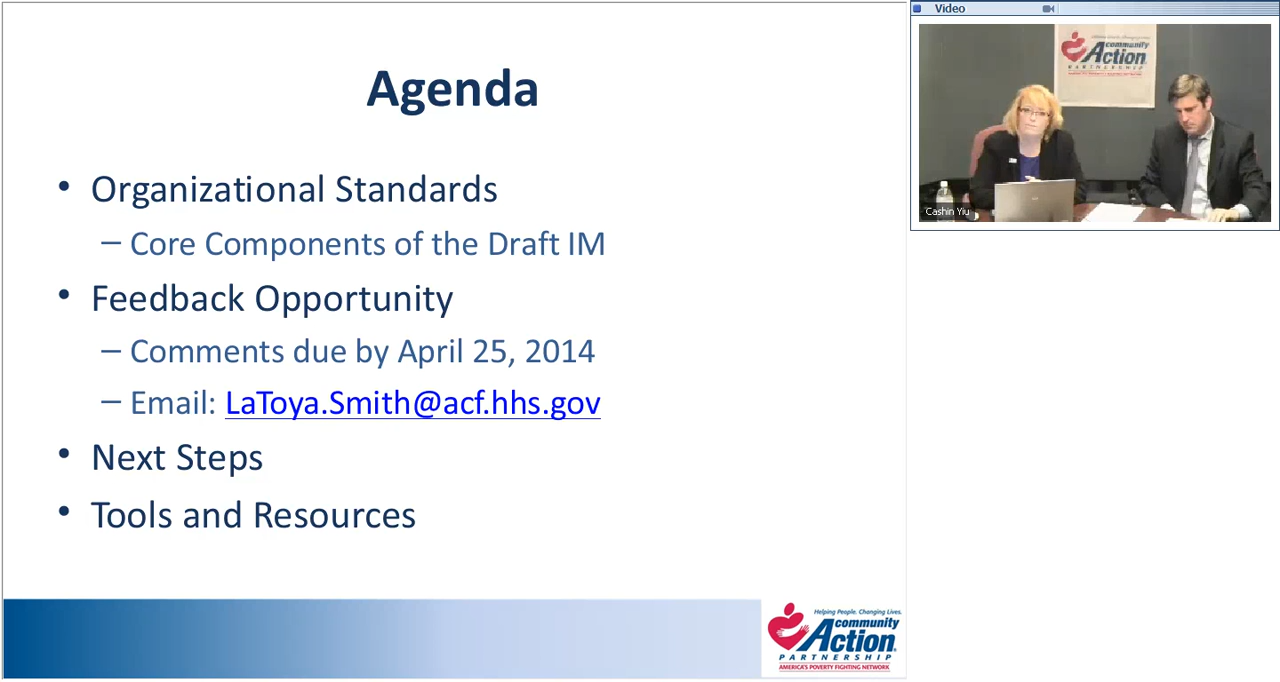 Agenda
• Organizational Standards
– Core Components of the Draft IM
• Feedback Opportunity
– Comments due by April 25, 2014
– Email: LaToya.Smith@acf.hhs.gov
• Next Steps
• Tools and Resources
Helping People. Changing Lives.
community
Action
PARTNERSHIP
AMERICA'S POVERTY FIGHTING NETWORK
Video
community
Action
PARTNERSHIP
Cashin Yiu